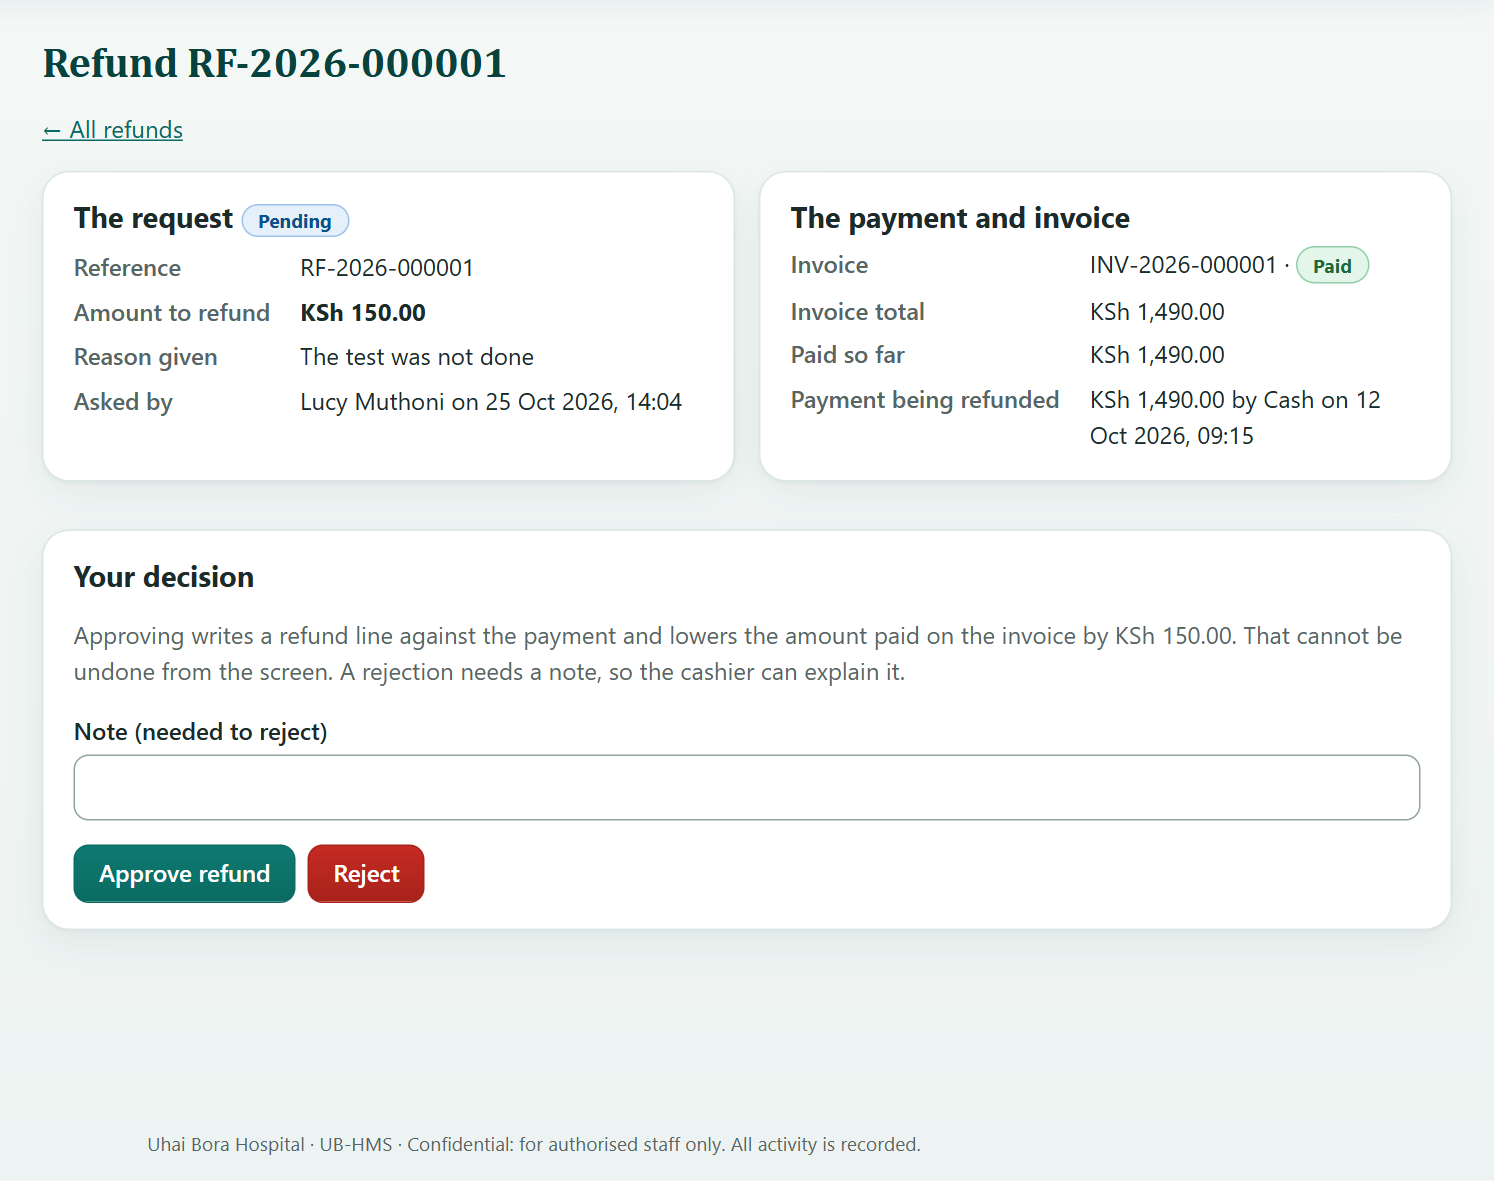 Refund RF-2026-000001
← All refunds
The request Pending
Reference RF-2026-000001
Amount to refund KSh 150.00
Reason given The test was not done
Asked by Lucy Muthoni on 25 Oct 2026, 14:04
The payment and invoice
Invoice INV-2026-000001 · Paid
Invoice total KSh 1,490.00
Paid so far KSh 1,490.00
Payment being refunded KSh 1,490.00 by Cash on 12
Oct 2026, 09:15
Your decision
Approving writes a refund line against the payment and lowers the amount paid on the invoice by KSh 150.00. That cannot be
undone from the screen. A rejection needs a note, so the cashier can explain it.
Note (needed to reject)
Approve refund Reject
Uhai Bora Hospital · UB-HMS · Confidential: for authorised staff only. All activity is recorded.